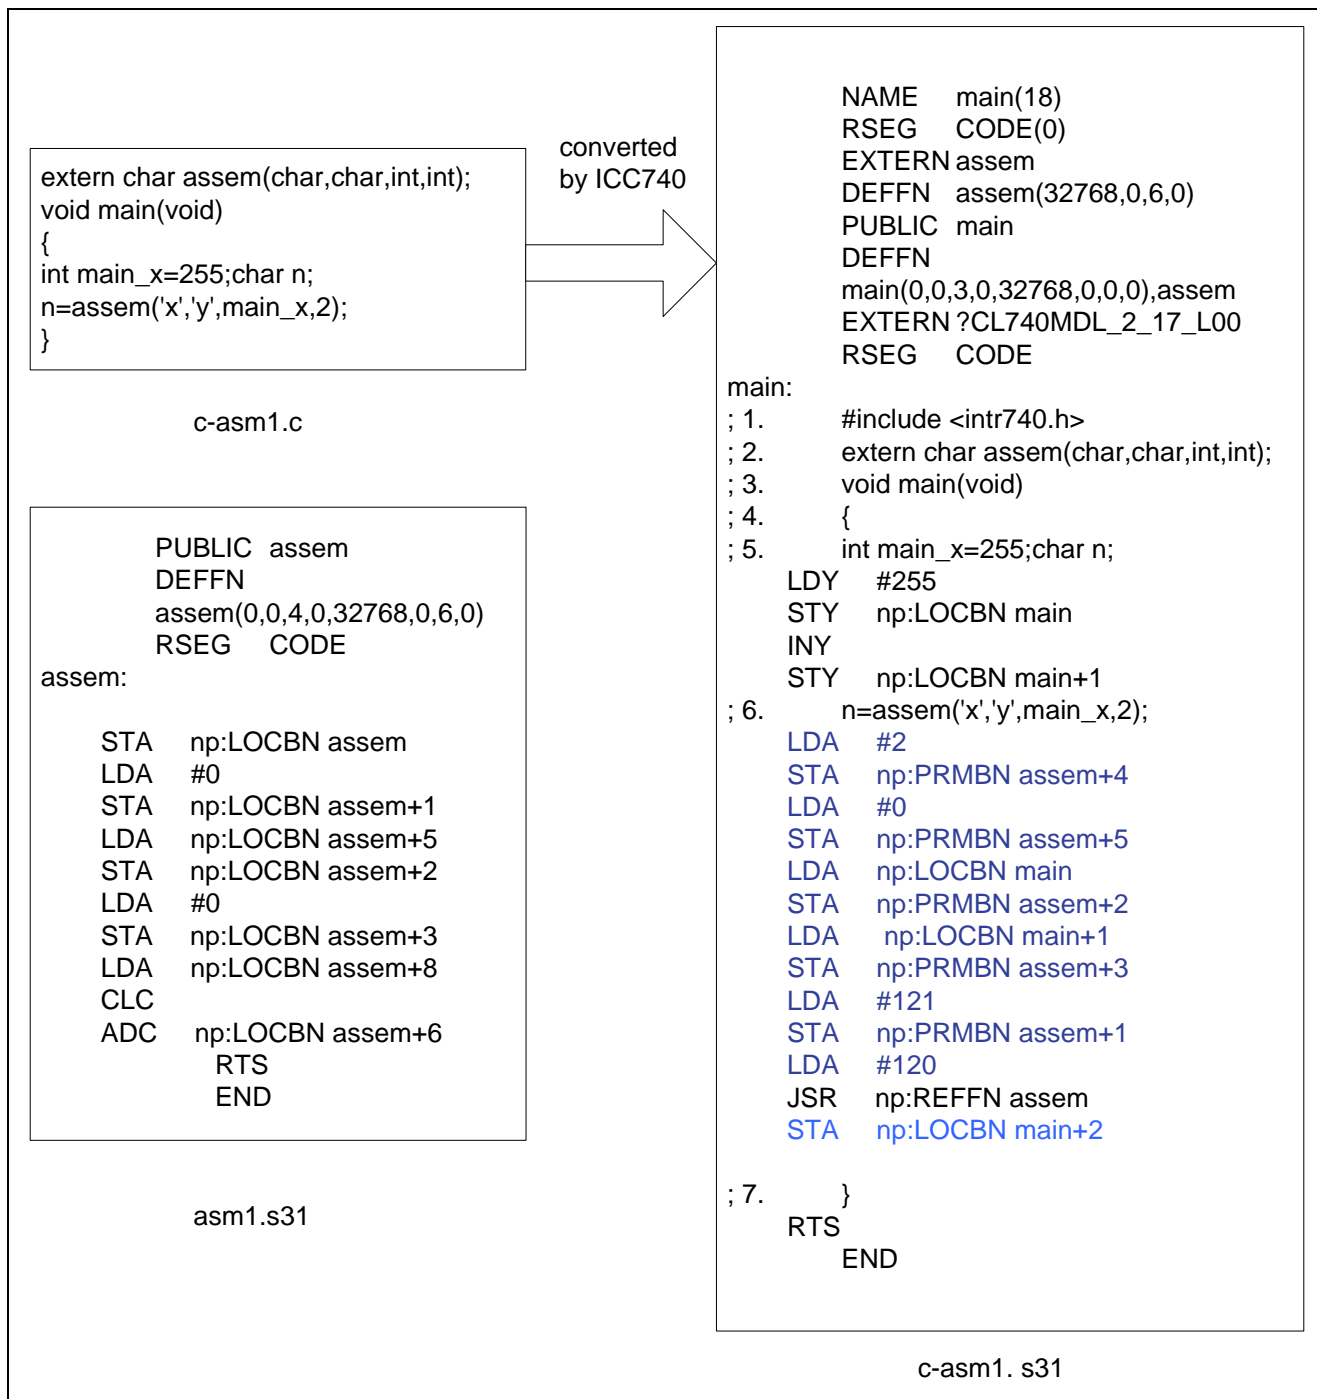 extern char assem(char,char,int,int);
void main(void)
{
int main_x=255;char n;
n=assem('x','y',main_x,2);
}
c-asm1.c
converted
by ICC740
PUBLIC assem
DEFFN
assem(0,0,4,0,32768,0,6,0)
RSEG CODE
assem:
STA np:LOCBN assem
LDA #0
STA np:LOCBN assem+1
LDA np:LOCBN assem+5
STA np:LOCBN assem+2
LDA #0
STA np:LOCBN assem+3
LDA np:LOCBN assem+8
CLC
ADC np:LOCBN assem+6
RTS
END
asm1.s31
NAME main(18)
RSEG CODE(0)
EXTERN assem
DEFFN assem(32768,0,6,0)
PUBLIC main
DEFFN
main(0,0,3,0,32768,0,0,0),assem
EXTERN ?CL740MDL_2_17_L00
RSEG CODE
main:
; 1. #include <intr740.h>
; 2. extern char assem(char,char,int,int);
; 3. void main(void)
; 4. {
; 5. int main_x=255;char n;
LDY #255
STY np:LOCBN main
INY
STY np:LOCBN main+1
; 6. n=assem('x','y',main_x,2);
LDA #2
STA np:PRMBN assem+4
LDA #0
STA np:PRMBN assem+5
LDA np:LOCBN main
STA np:PRMBN assem+2
LDA np:LOCBN main+1
STA np:PRMBN assem+3
LDA #121
STA np:PRMBN assem+1
LDA #120
JSR np:REFFN assem
STA np:LOCBN main+2
; 7. }
RTS
END
c-asm1. s31